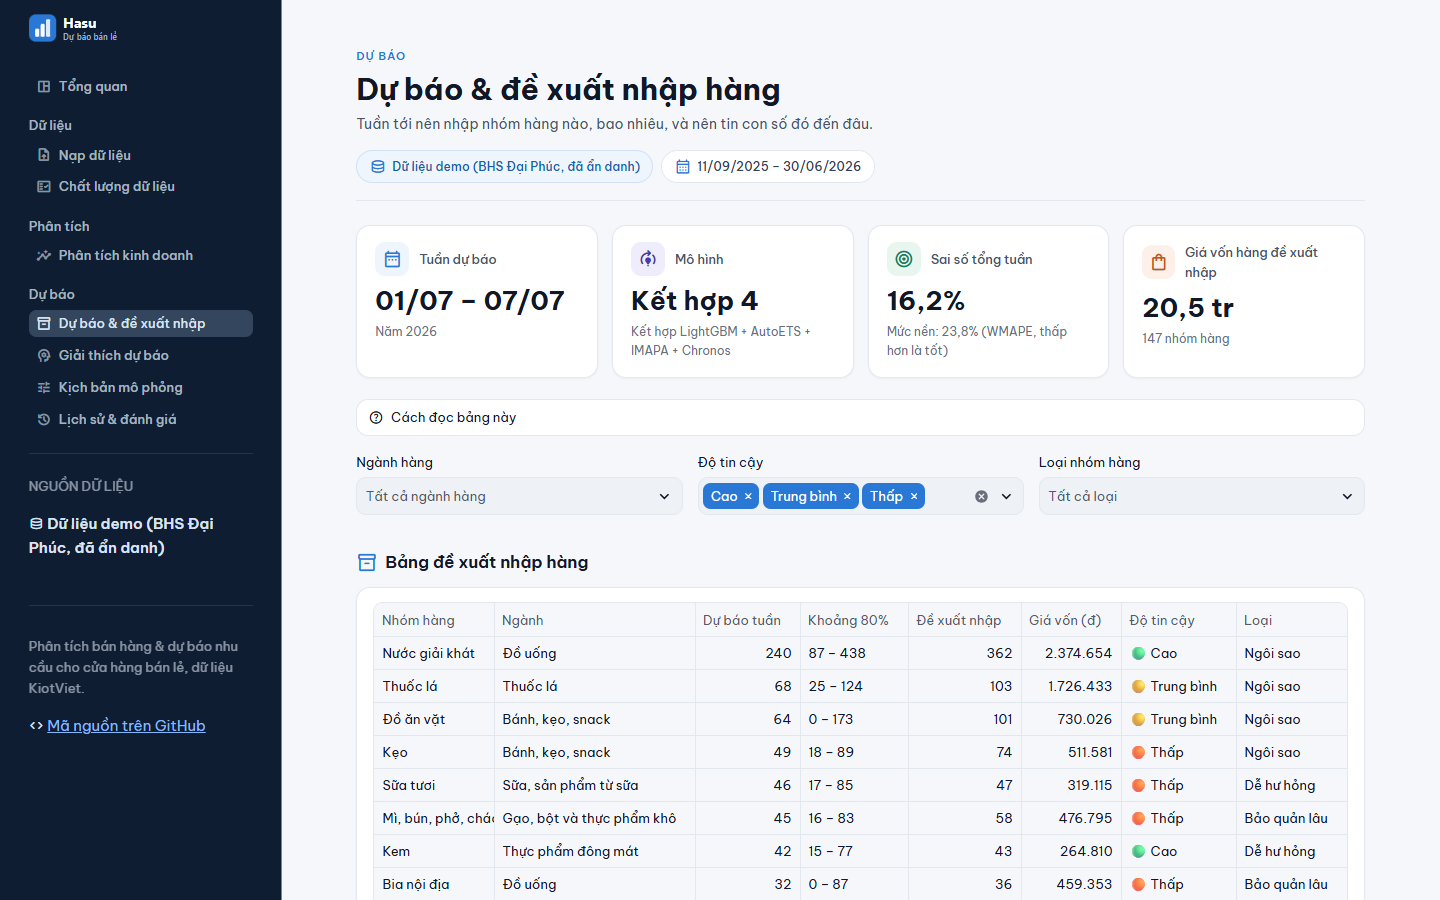 Hasu
Dự báo bán lẻ
Tổng quan
Dữ liệu
Nạp dữ liệu
Chất lượng dữ liệu
Phân tích
Phân tích kinh doanh
Dự báo
Dự báo & đề xuất nhập
Giải thích dự báo
Kịch bản mô phỏng
Lịch sử & đánh giá
NGUỒN DỮ LIỆU
Dữ liệu demo (BHS Đại
Phúc, đã ẩn danh)
Phân tích bán hàng & dự báo nhu
cầu cho cửa hàng bán lẻ, dữ liệu
KiotViet.
Mã nguồn trên GitHub
DỰ BÁO
Dự báo & đề xuất nhập hàng
Tuần tới nên nhập nhóm hàng nào, bao nhiêu, và nên tin con số đó đến đâu.
Dữ liệu demo (BHS Đại Phúc, đã ẩn danh)
11/09/2025 – 30/06/2026
Tuần dự báo
01/07 – 07/07
Năm 2026
Mô hình
Kết hợp 4
Kết hợp LightGBM + AutoETS +
IMAPA + Chronos
Sai số tổng tuần
16,2%
Mức nền: 23,8% (WMAPE, thấp
hơn là tốt)
Giá vốn hàng đề xuất
nhập
20,5 tr
147 nhóm hàng
Cách đọc bảng này
Ngành hàng
Tất cả ngành hàng
Độ tin cậy
Cao × Trung bình × Thấp ×
Loại nhóm hàng
Tất cả loại
Bảng đề xuất nhập hàng
Nhóm hàng Ngành Dự báo tuần Khoảng 80% Đề xuất nhập Giá vốn (đ) Độ tin cậy Loại
Nước giải khát Đồ uống 240 87 – 438 362 2.374.654 Cao Ngôi sao
Thuốc lá Thuốc lá 68 25 – 124 103 1.726.433 Trung bình Ngôi sao
Đồ ăn vặt Bánh, kẹo, snack 64 0 – 173 101 730.026 Trung bình Ngôi sao
Kẹo Bánh, kẹo, snack 49 18 – 89 74 511.581 Thấp Ngôi sao
Sữa tươi Sữa, sản phẩm từ sữa 46 17 – 85 47 319.115 Thấp Dễ hư hỏng
Mì, bún, phở, cháo Gạo, bột và thực phẩm khô 45 16 – 83 58 476.795 Thấp Bảo quản lâu
Kem Thực phẩm đông mát 42 15 – 77 43 264.810 Cao Dễ hư hỏng
Bia nội địa Đồ uống 32 0 – 87 36 459.353 Thấp Bảo quản lâu